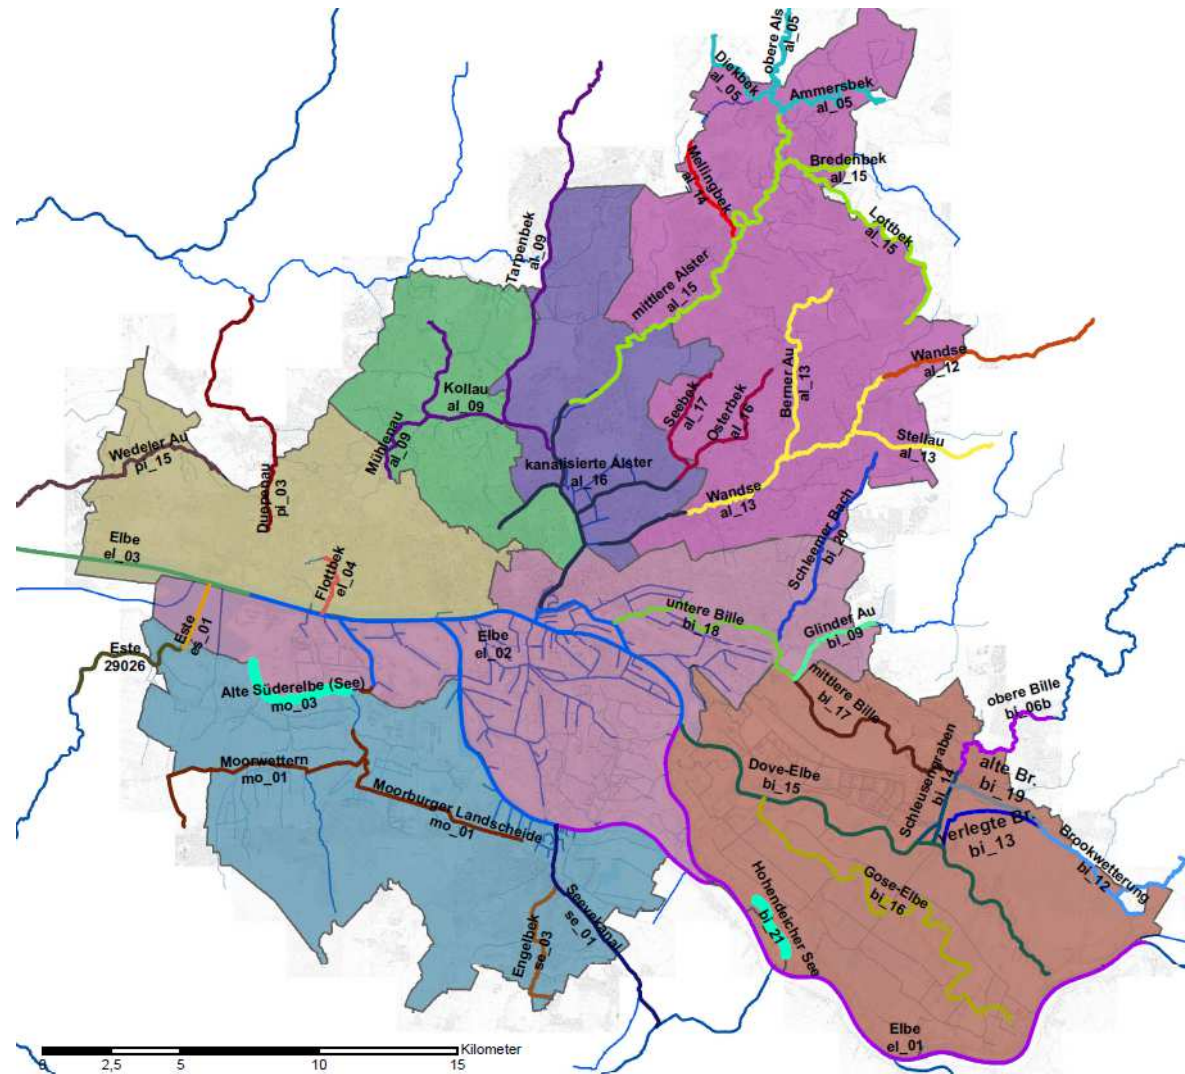 obere Als
al_05
Diekbek
al_05
Ammersbek
al_05
Mellingbek
al_14
Bredenbek
al_15
Lottbek
al_15
Tarpenbek
al_09
mittlere Alster
al_15
Wandse
al_12
Berner Au
al_13
Seebek
al_17
Osterbek
al_16
Kollau
al_09
Mühlenau
al_09
Stellau
al_13
Wedeler Au
pi_15
Duepenau
pi_03
kanalisierte Alster
al_16
Wandse
al_13
Schleemer Bach
bi_20
Elbe
el_03
Flottbek
el_04
untere Bille
bi_18
Glinder Au
bi_09
Este
es_01
Este
29026
Elbe
el_02
Alte Süderelbe (See)
mo_03
mittlere Bille
bi_17
obere Bille
bi_06b
Moorwettern
mo_01
Dove-Elbe
bi_15
Schleusengraben
bi_14
alte Br.
bi_19
Moorburger Landscheide
mo_01
verlegte Br.
bi_13
Brookwetterung
bi_12
Gose-Elbe
bi_16
Hohendeicher See
bi_21
Seevekanal
se_01
Engelbek
se_03
Elbe
el_01
Kilometer
0 2,5 5 10 15